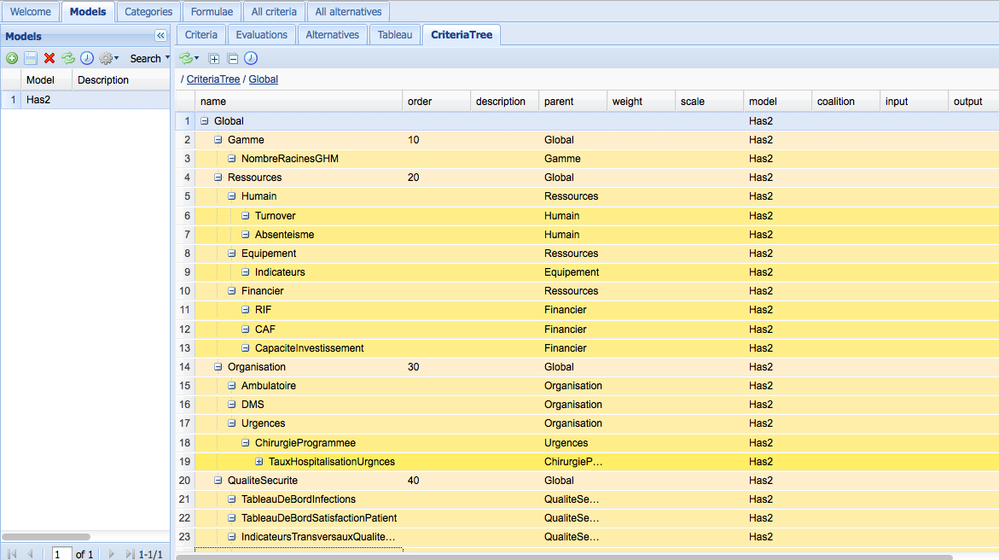 Welcome Models Categories Formulae All criteria All alternatives
Models
Search
Model Description
1 Has2
1 of 1 1-1/1
Criteria Evaluations Alternatives Tableau CriteriaTree
/ CriteriaTree / Global
name order description parent weight scale model coalition input output
1 Global Has2
2 Gamme 10 Global Has2
3 NombreRacinesGHM Gamme Has2
4 Ressources 20 Global Has2
5 Humain Ressources Has2
6 Turnover Humain Has2
7 Absenteisme Humain Has2
8 Equipement Ressources Has2
9 Indicateurs Equipement Has2
10 Financier Ressources Has2
11 RIF Financier Has2
12 CAF Financier Has2
13 CapaciteInvestissement Financier Has2
14 Organisation 30 Global Has2
15 Ambulatoire Organisation Has2
16 DMS Organisation Has2
17 Urgences Organisation Has2
18 ChirurgieProgrammee Urgences Has2
19 TauxHospitalisationUrgnces ChirurgieP... Has2
20 QualiteSecurite 40 Global Has2
21 TableauDeBordInfections QualiteSe... Has2
22 TableauDeBordSatisfactionPatient QualiteSe... Has2
23 IndicateursTransversauxQualite... QualiteSe... Has2